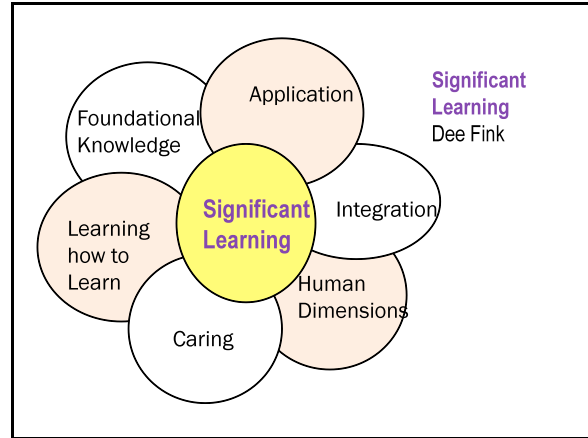 Foundational
Knowledge
Application
Significant
Learning
Dee Fink
Learning
how to
Learn
Significant
Learning
Integration
Human
Dimensions
Caring